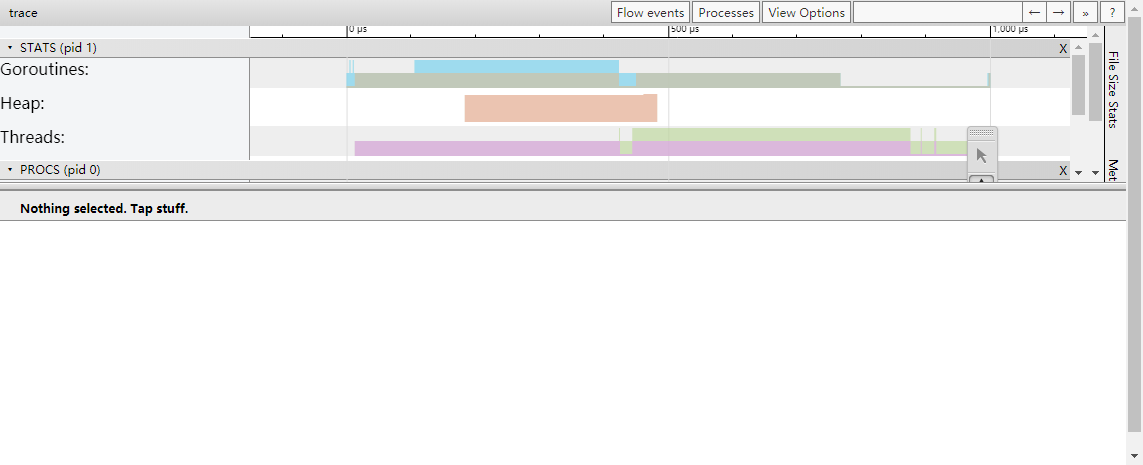 trace
Flow events
Processes
View Options
←
→
»
?
0 µs
500 µs
1,000 µs
STATS (pid 1)
X
Goroutines:
Heap:
Threads:
PROCS (pid 0)
X
File Size Stats
Met
Nothing selected. Tap stuff.